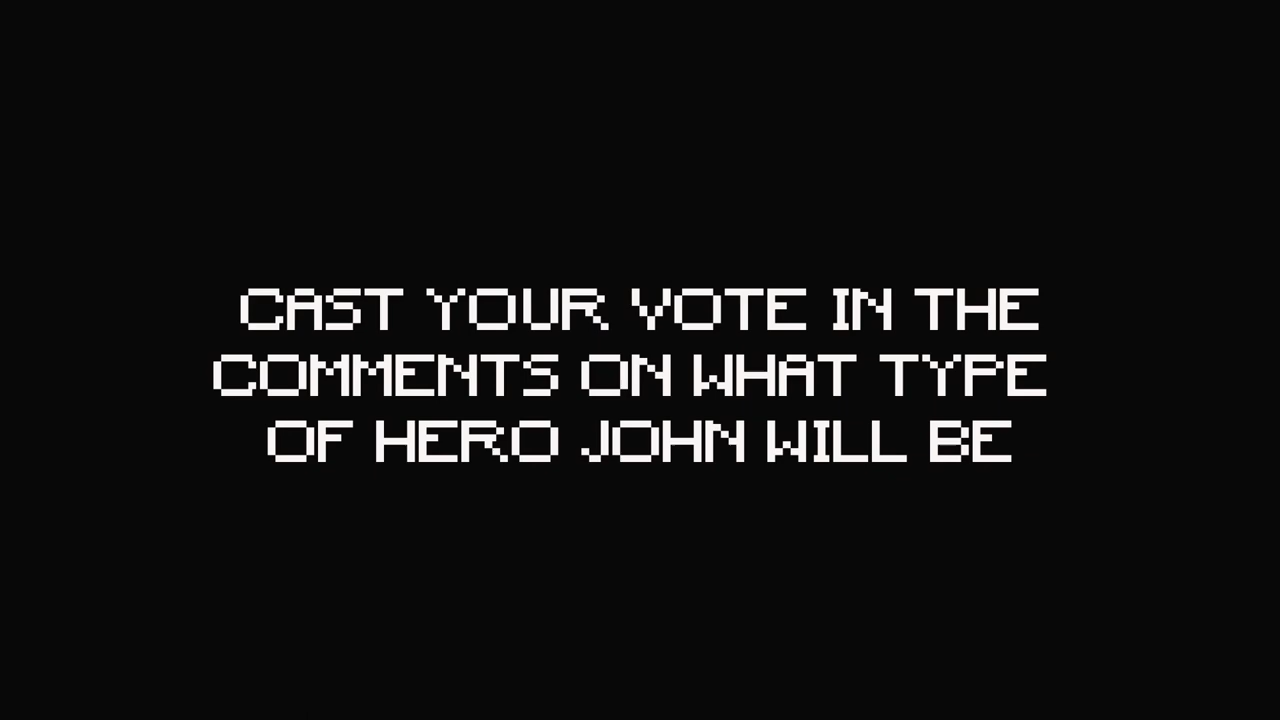 CAST YOUR VOTE IN THE
COMMENTS ON WHAT TYPE
OF HERO JOHN WILL BE